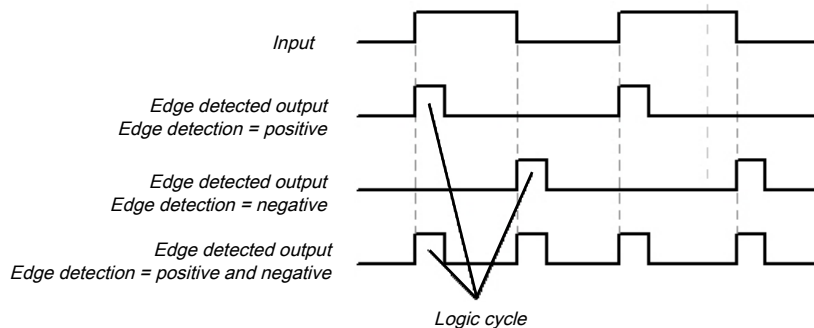 Input
Edge detected output
Edge detection = positive
Edge detected output
Edge detection = negative
Edge detected output
Edge detection = positive and negative
Logic cycle